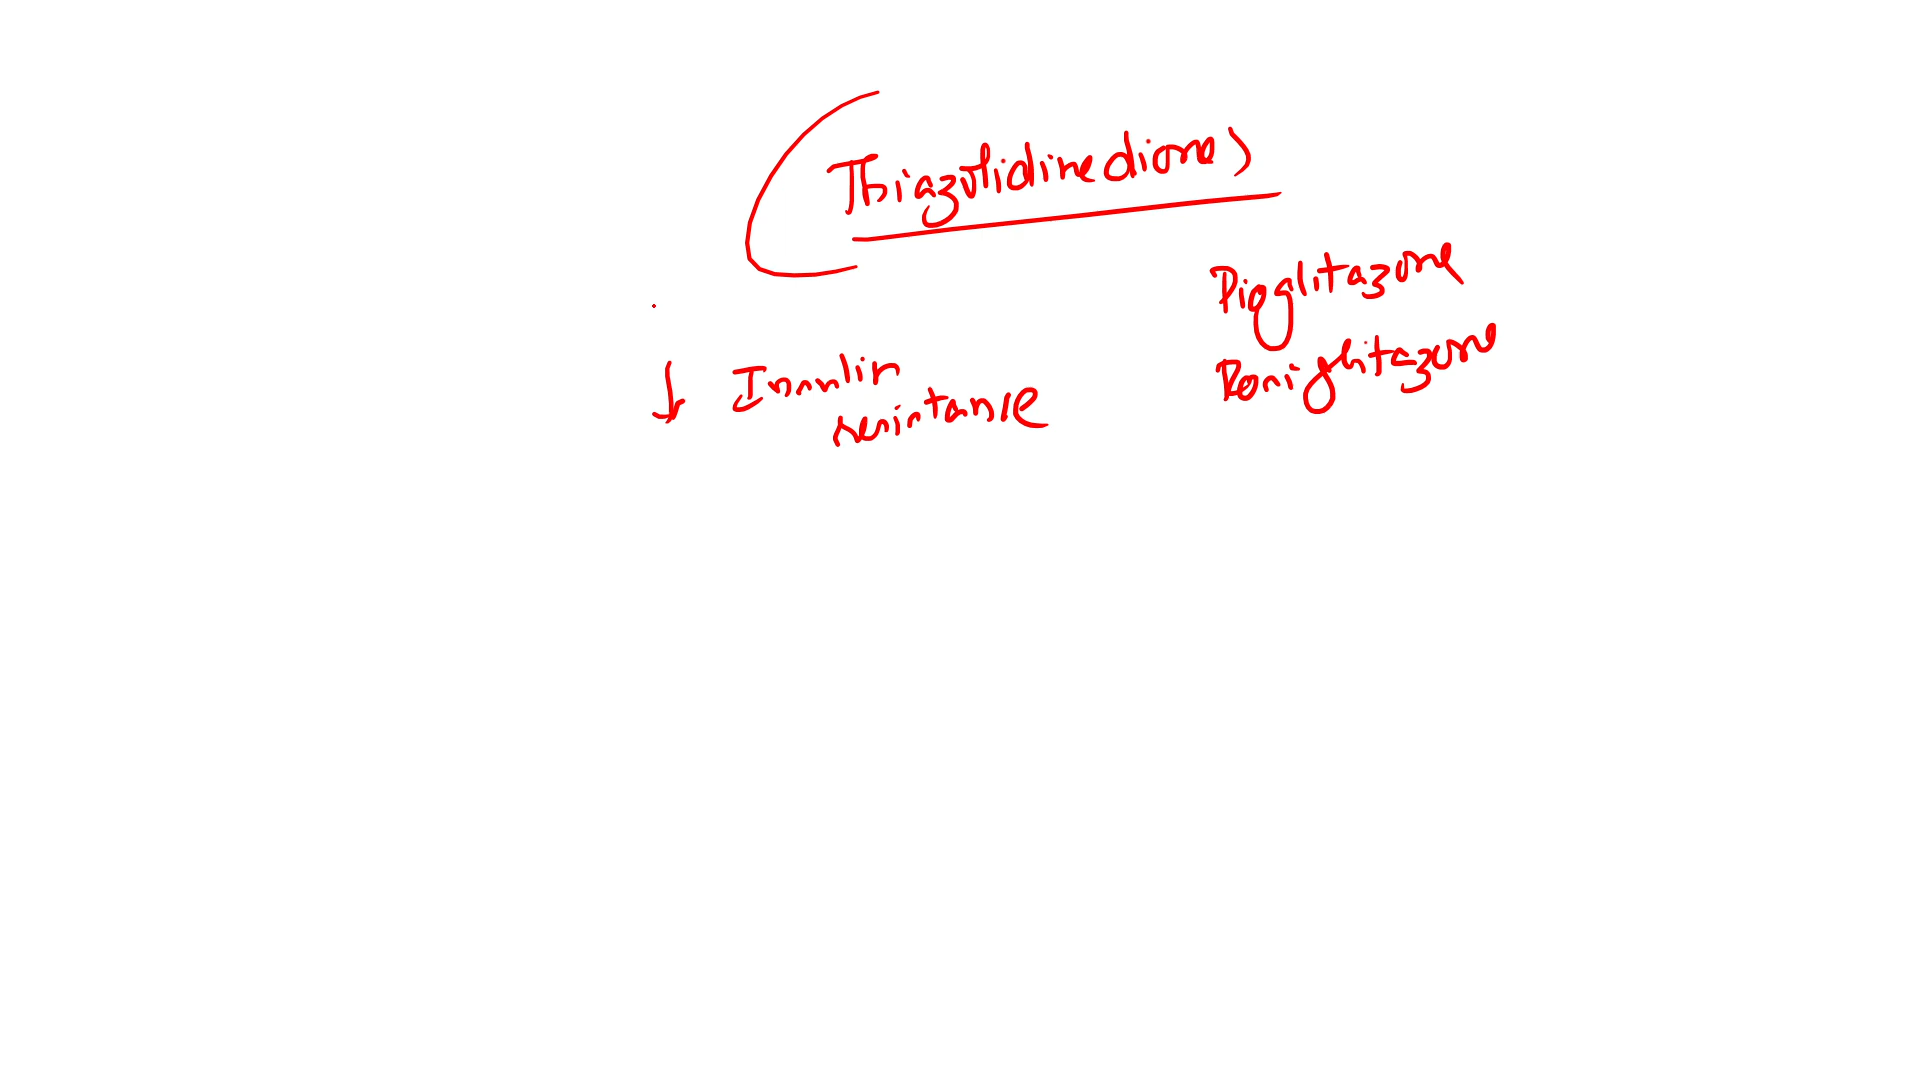 Thiazolidinediones
Pioglitazone
Rosiglitazone
↓ Insulin
resistance